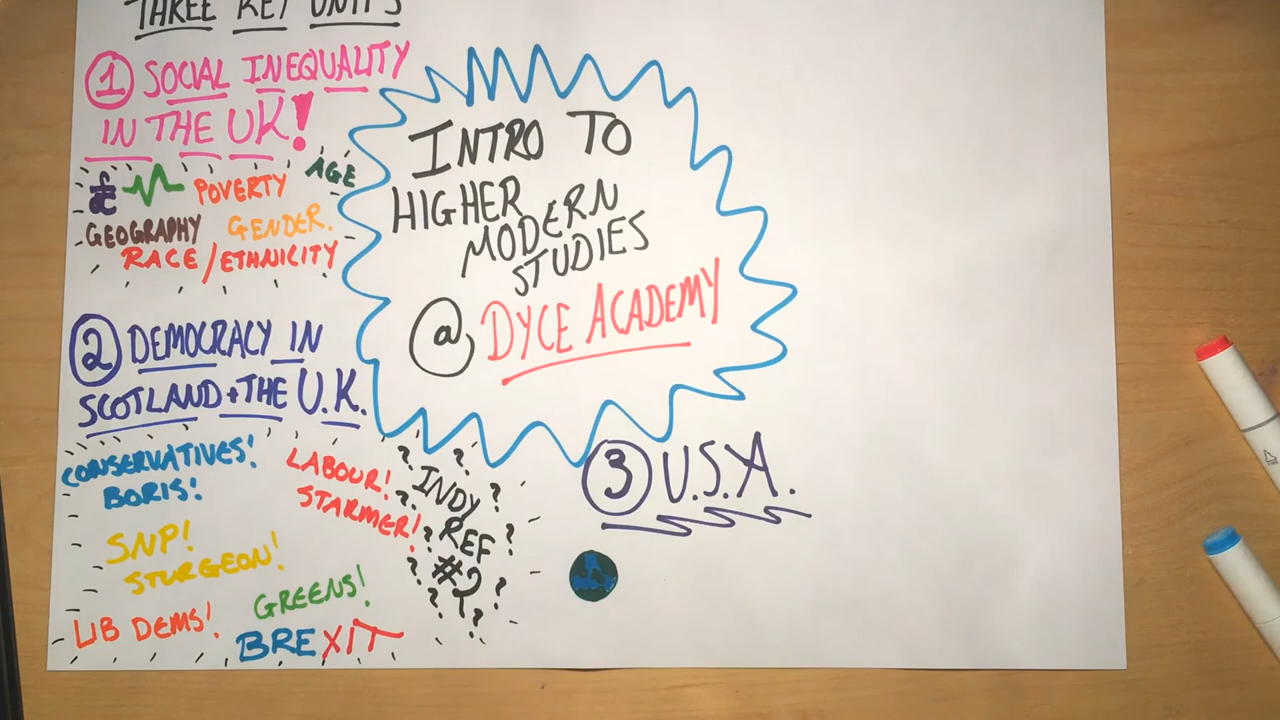 THREE KEY UNITS
1 SOCIAL INEQUALITY
IN THE UK!
AGE
POVERTY
GEOGRAPHY GENDER.
RACE/ETHNICITY
INTRO TO
HIGHER
MODERN
STUDIES
@ DYCE ACADEMY
2 DEMOCRACY IN
SCOTLAND + THE U.K.
CONSERVATIVES!
BORIS!
LABOUR!
STARMER!
SNP!
STURGEON!
LIB DEMS!
GREENS!
BREXIT
? ?
? INDY ?
? REF ?
? #2 ?
? ? ?
3 U.S.A.